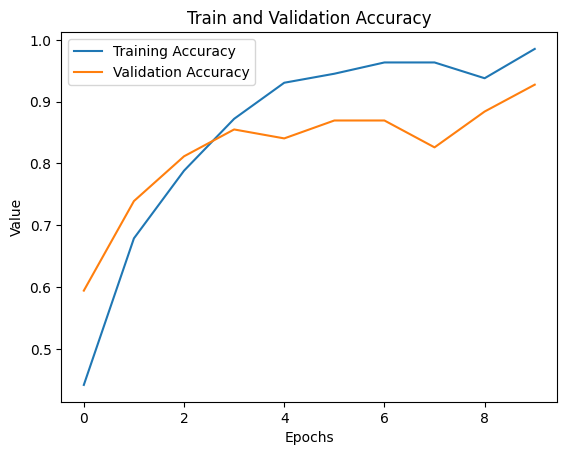 Train and Validation Accuracy
Training Accuracy
Validation Accuracy
1.0
0.9
0.8
0.7
0.6
0.5
Value
0 2 4 6 8
Epochs